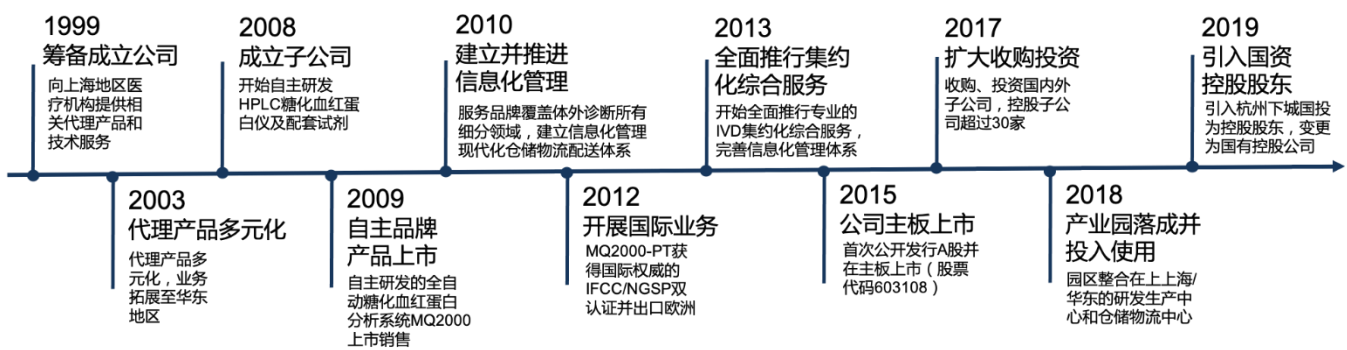 1999
筹备成立公司
向上海地区医
疗机构提供相
关代理产品和
技术服务
2003
代理产品多元化
代理产品多
元化，业务
拓展至华东
地区
2008
成立子公司
开始自主研发
HPLC糖化血红蛋
白仪及配套试剂
2009
自主品牌
产品上市
自主研发的全自
动糖化血红蛋白
分析系统MQ2000
上市销售
2010
建立并推进
信息化管理
服务品牌覆盖体外诊断所有
细分领域，建立信息化管理
现代化仓储物流配送体系
2012
开展国际业务
MQ2000-PT获
得国际权威的
IFCC/NGSP双
认证并出口欧洲
2013
全面推行集约
化综合服务
开始全面推行专业的
IVD集约化综合服务，
完善信息化管理体系
2015
公司主板上市
首次公开发行A股并
在主板上市（股票
代码603108）
2017
扩大收购投资
收购、投资国内外
子公司，控股子公
司超过30家
2018
产业园落成并
投入使用
园区整合在上上海/
华东的研发生产中
心和仓储物流中心
2019
引入国资
控股股东
引入杭州下城国投
为控股股东，变更
为国有控股公司